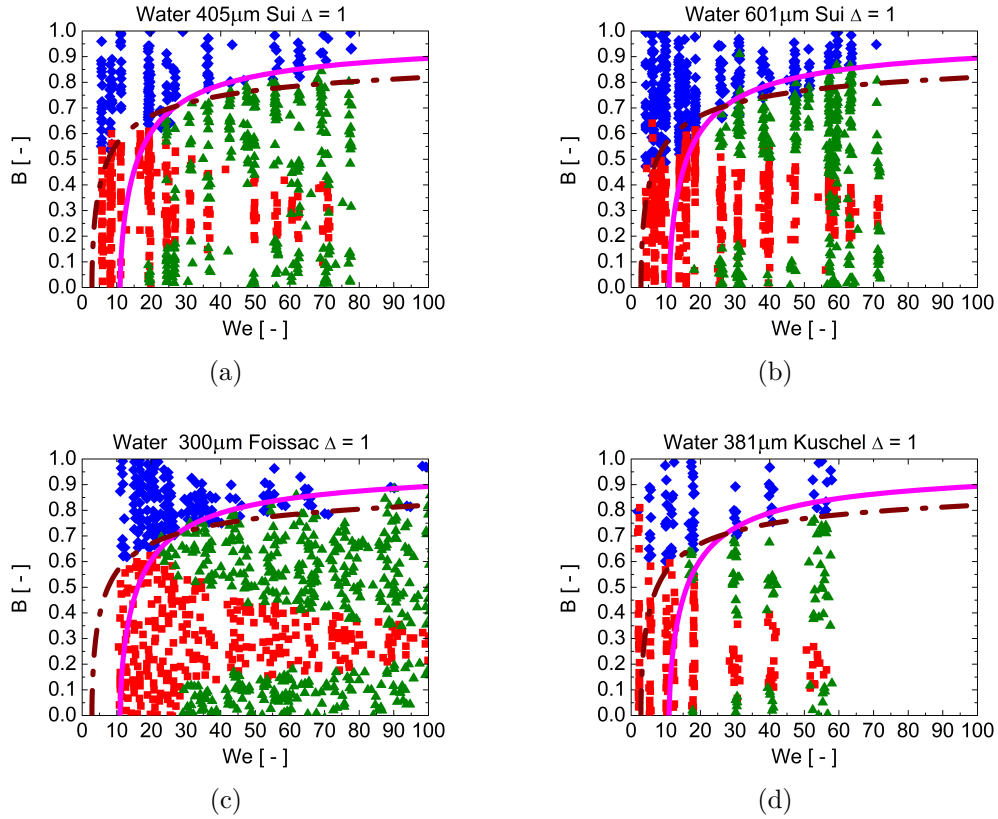 Water 405μm Sui Δ = 1
1.0
0.9
0.8
0.7
0.6
0.5
0.4
0.3
0.2
0.1
0.0
B [ - ]
0 10 20 30 40 50 60 70 80 90 100
We [ - ]
(a)
Water 601μm Sui Δ = 1
1.0
0.9
0.8
0.7
0.6
0.5
0.4
0.3
0.2
0.1
0.0
B [ - ]
0 10 20 30 40 50 60 70 80 90 100
We [ - ]
(b)
Water 300μm Foissac Δ = 1
1.0
0.9
0.8
0.7
0.6
0.5
0.4
0.3
0.2
0.1
0.0
B [ - ]
0 10 20 30 40 50 60 70 80 90 100
We [ - ]
(c)
Water 381μm Kuschel Δ = 1
1.0
0.9
0.8
0.7
0.6
0.5
0.4
0.3
0.2
0.1
0.0
B [ - ]
0 10 20 30 40 50 60 70 80 90 100
We [ - ]
(d)